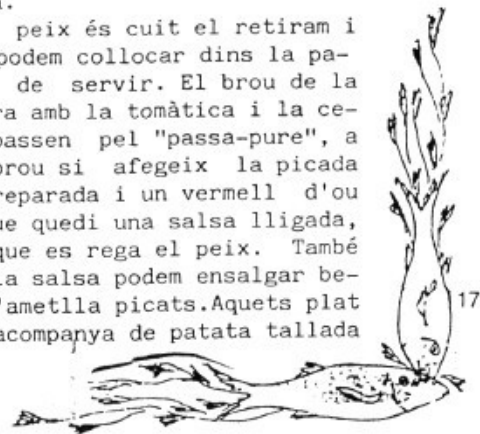 peix és cuit el retiram i
podem collocar dins la pa-
de servir. El brou de la
ra amb la tomàtica i la ce-
passen pel "passa-pure", a
brou si afegeix la picada
reparada i un vermell d'ou
ue quedi una salsa lligada,
que es rega el peix. També
la salsa podem ensalgar be-
'ametlla picats.Aquets plat
acompanya de patata tallada
17